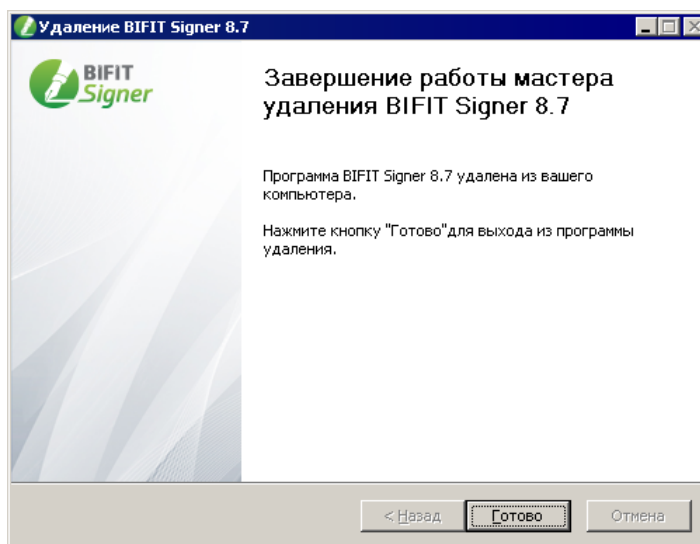 Удаление BIFIT Signer 8.7
BIFIT
Signer
Завершение работы мастера
удаления BIFIT Signer 8.7
Программа BIFIT Signer 8.7 удалена из вашего
компьютера.
Нажмите кнопку "Готово"для выхода из программы
удаления.
< Назад
Готово
Отмена